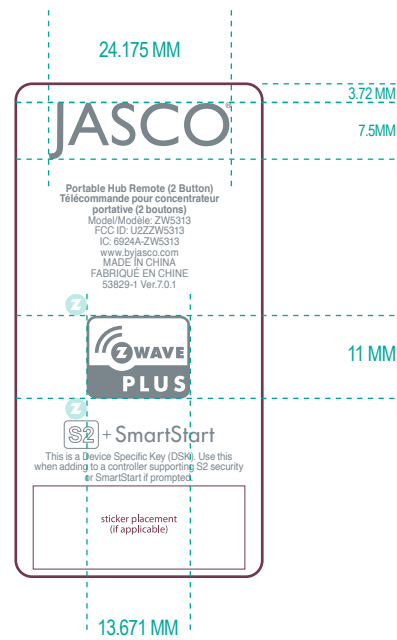 24.175 MM
3.72 MM
JASCO®
7.5MM
Portable Hub Remote (2 Button)
Télécommande pour concentrateur
portative (2 boutons)
Model/Modèle: ZW5313
FCC ID: U2ZZW5313
IC: 6924A-ZW5313
www.byjasco.com
MADE IN CHINA
FABRIQUÉ EN CHINE
53829-1 Ver.7.0.1
Z
Z WAVE
PLUS
11 MM
Z
S2 + SmartStart
This is a Device Specific Key (DSK). Use this
when adding to a controller supporting S2 security
or SmartStart if prompted.
sticker placement
(if applicable)
13.671 MM